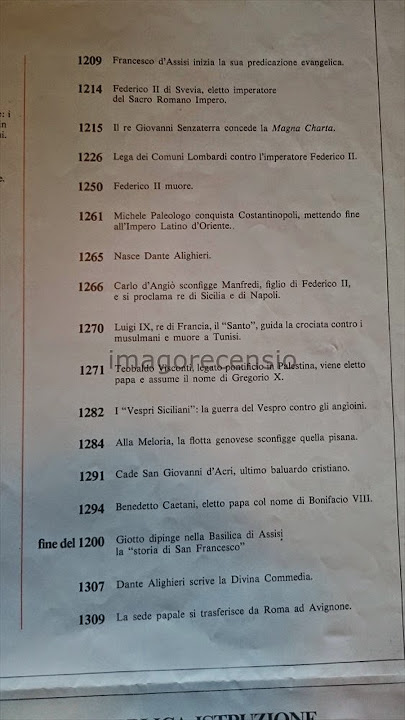 1209 Francesco d'Assisi inizia la sua predicazione evangelica.
1214 Federico II di Svevia, eletto imperatore
del Sacro Romano Impero.
1215 Il re Giovanni Senzaterra concede la Magna Charta.
1226 Lega dei Comuni Lombardi contro l'imperatore Federico II.
1250 Federico II muore.
1261 Michele Paleologo conquista Costantinopoli, mettendo fine
all'Impero Latino d'Oriente.
1265 Nasce Dante Alighieri.
1266 Carlo d'Angiò sconfigge Manfredi, figlio di Federico II,
e si proclama re di Sicilia e di Napoli.
1270 Luigi IX, re di Francia, il "Santo", guida la crociata contro i
musulmani e muore a Tunisi.
imagorecensio
1271 Teobaldo Visconti, legato pontificio in Palestina, viene eletto
papa e assume il nome di Gregorio X.
1282 I "Vespri Siciliani": la guerra del Vespro contro gli angioini.
1284 Alla Meloria, la flotta genovese sconfigge quella pisana.
1291 Cade San Giovanni d'Acri, ultimo baluardo cristiano.
1294 Benedetto Caetani, eletto papa col nome di Bonifacio VIII.
fine del 1200 Giotto dipinge nella Basilica di Assisi
la "storia di San Francesco"
1307 Dante Alighieri scrive la Divina Commedia.
1309 La sede papale si trasferisce da Roma ad Avignone.
ISTRUZIONE